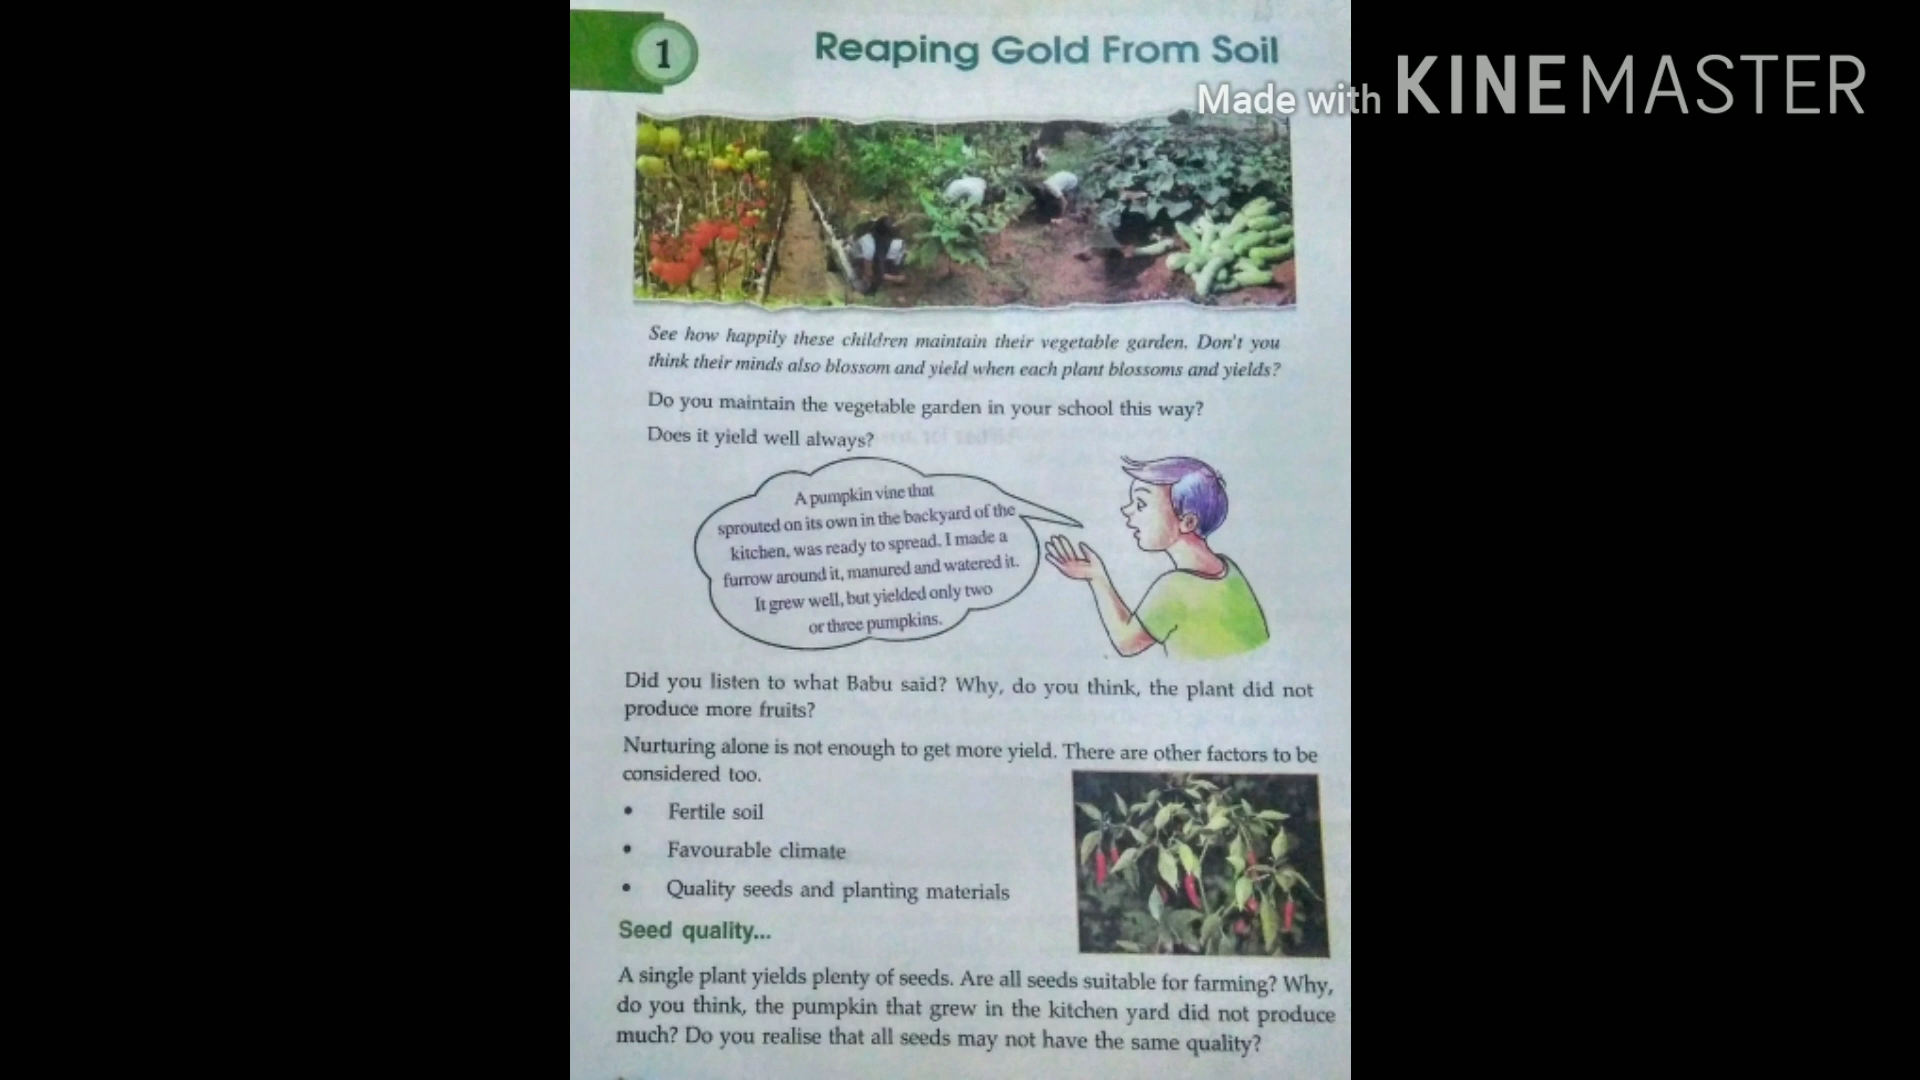 1
Reaping Gold From Soil
Made with KINEMASTER
See how happily these children maintain their vegetable garden. Don't you
think their minds also blossom and yield when each plant blossoms and yields?
Do you maintain the vegetable garden in your school this way?
Does it yield well always?
A pumpkin vine that
sprouted on its own in the backyard of the
kitchen, was ready to spread. I made a
furrow around it, manured and watered it.
It grew well, but yielded only two
or three pumpkins.
Did you listen to what Babu said? Why, do you think, the plant did not
produce more fruits?
Nurturing alone is not enough to get more yield. There are other factors to be
considered too.
• Fertile soil
• Favourable climate
• Quality seeds and planting materials
Seed quality...
A single plant yields plenty of seeds. Are all seeds suitable for farming? Why,
do you think, the pumpkin that grew in the kitchen yard did not produce
much? Do you realise that all seeds may not have the same quality?